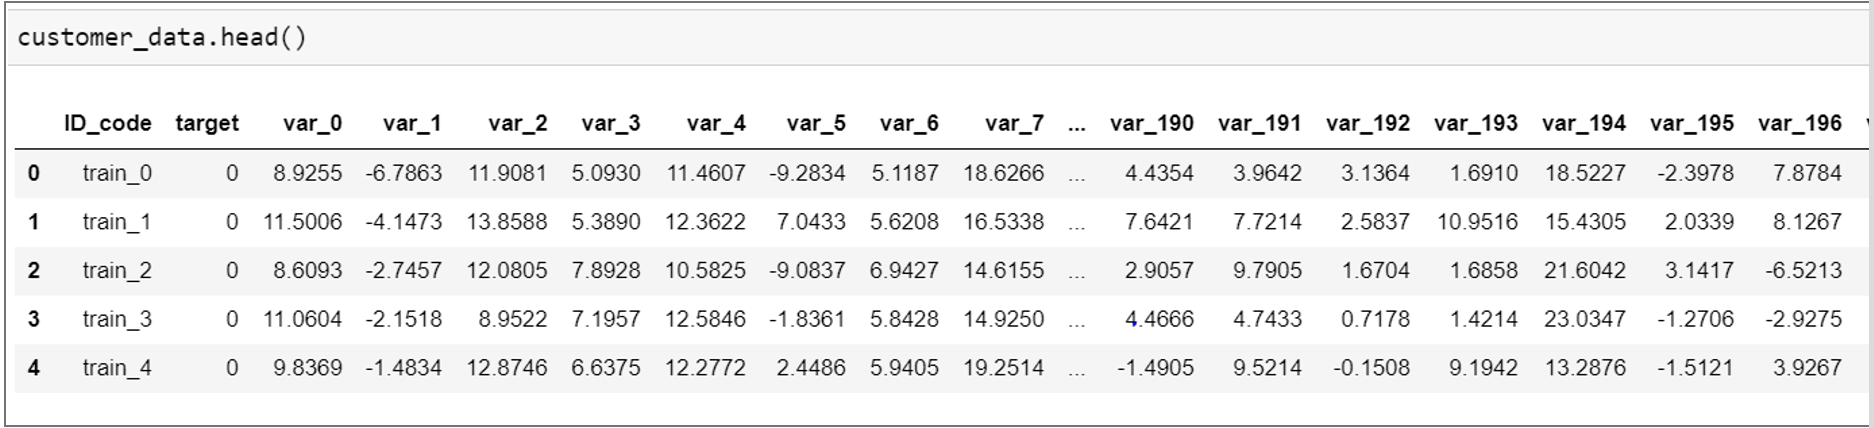 customer_data.head()
ID_code target var_0 var_1 var_2 var_3 var_4 var_5 var_6 var_7 ... var_190 var_191 var_192 var_193 var_194 var_195 var_196
0 train_0 0 8.9255 -6.7863 11.9081 5.0930 11.4607 -9.2834 5.1187 18.6266 ... 4.4354 3.9642 3.1364 1.6910 18.5227 -2.3978 7.8784
1 train_1 0 11.5006 -4.1473 13.8588 5.3890 12.3622 7.0433 5.6208 16.5338 ... 7.6421 7.7214 2.5837 10.9516 15.4305 2.0339 8.1267
2 train_2 0 8.6093 -2.7457 12.0805 7.8928 10.5825 -9.0837 6.9427 14.6155 ... 2.9057 9.7905 1.6704 1.6858 21.6042 3.1417 -6.5213
3 train_3 0 11.0604 -2.1518 8.9522 7.1957 12.5846 -1.8361 5.8428 14.9250 ... 4.4666 4.7433 0.7178 1.4214 23.0347 -1.2706 -2.9275
4 train_4 0 9.8369 -1.4834 12.8746 6.6375 12.2772 2.4486 5.9405 19.2514 ... -1.4905 9.5214 -0.1508 9.1942 13.2876 -1.5121 3.9267